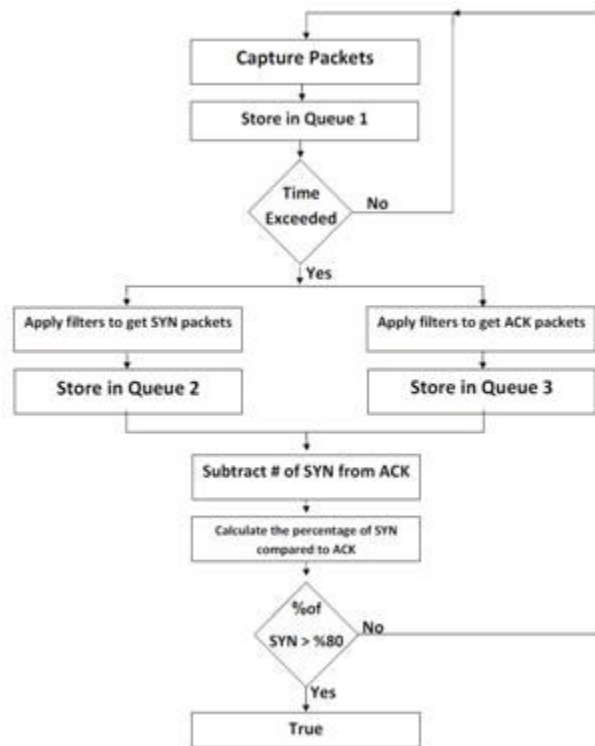 Capture Packets
Store in Queue 1
Time
Exceeded
No
Yes
Apply filters to get SYN packets
Apply filters to get ACK packets
Store in Queue 2
Store in Queue 3
Subtract # of SYN from ACK
Calculate the percentage of SYN
compared to ACK
%of
SYN > %80
No
Yes
True